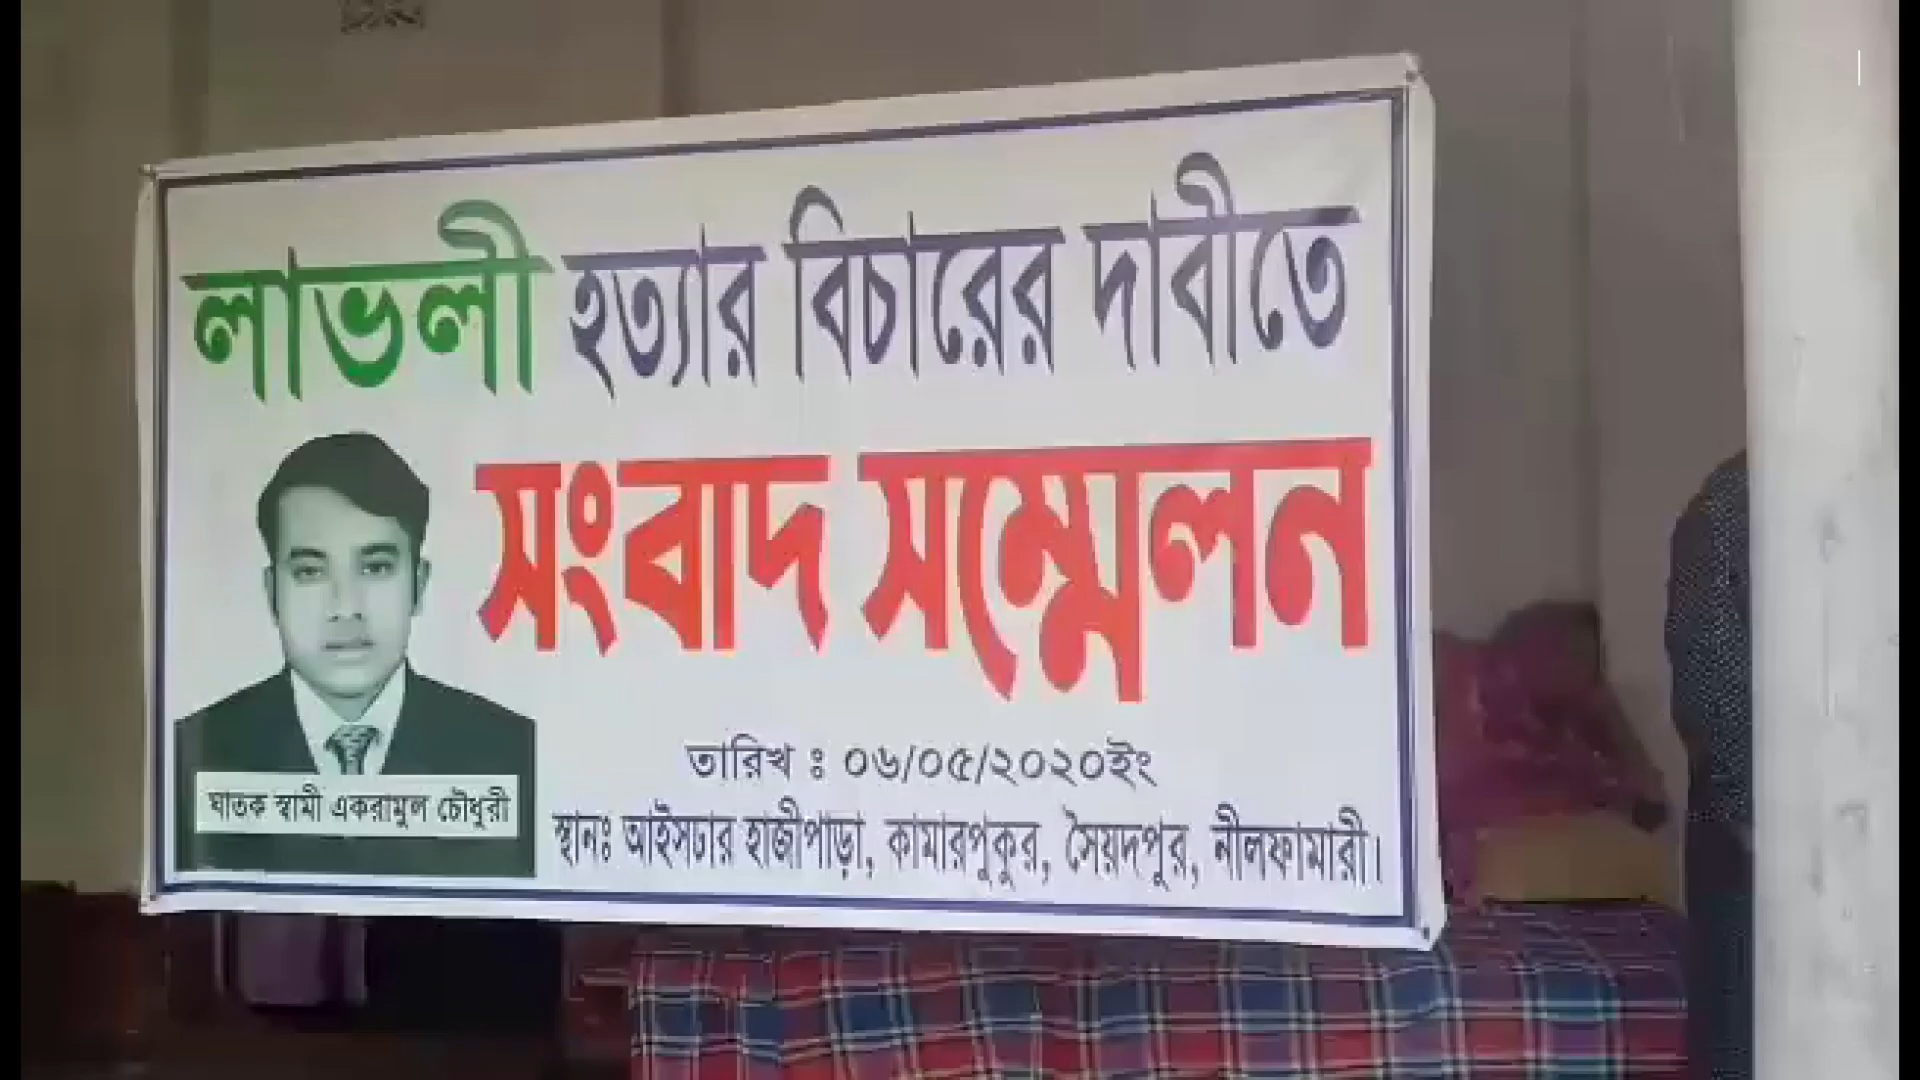 লাভলী হত্যার বিচারের দাবীতে
সংবাদ সম্মেলন
ঘাতক স্বামী একরামুল চৌধুরী
তারিখ ঃ ০৬/০৫/২০২০ইং
স্থানঃ আইসঢার হাজীপাড়া, কামারপুকুর, সৈয়দপুর, নীলফামারী।